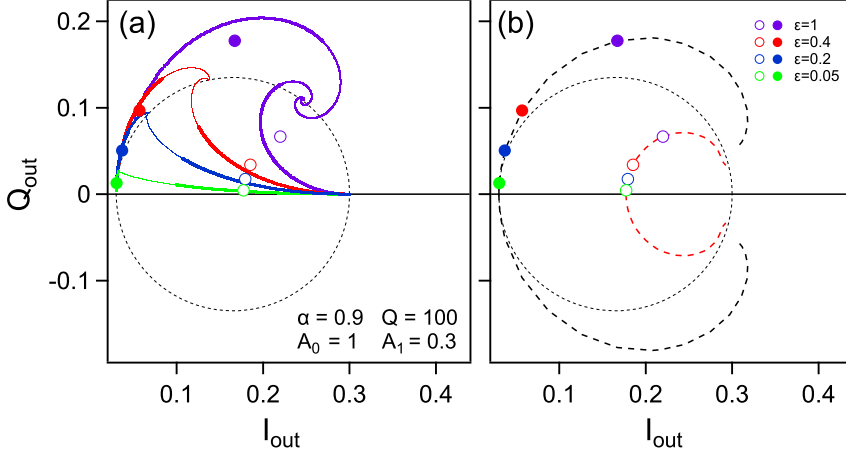 (a)
0.2
0.1
0
-0.1
Q_out
α = 0.9 Q = 100
A_0 = 1 A_1 = 0.3
0.1 0.2 0.3 0.4
I_out
(b)
ε=1
ε=0.4
ε=0.2
ε=0.05
0.1 0.2 0.3 0.4
I_out